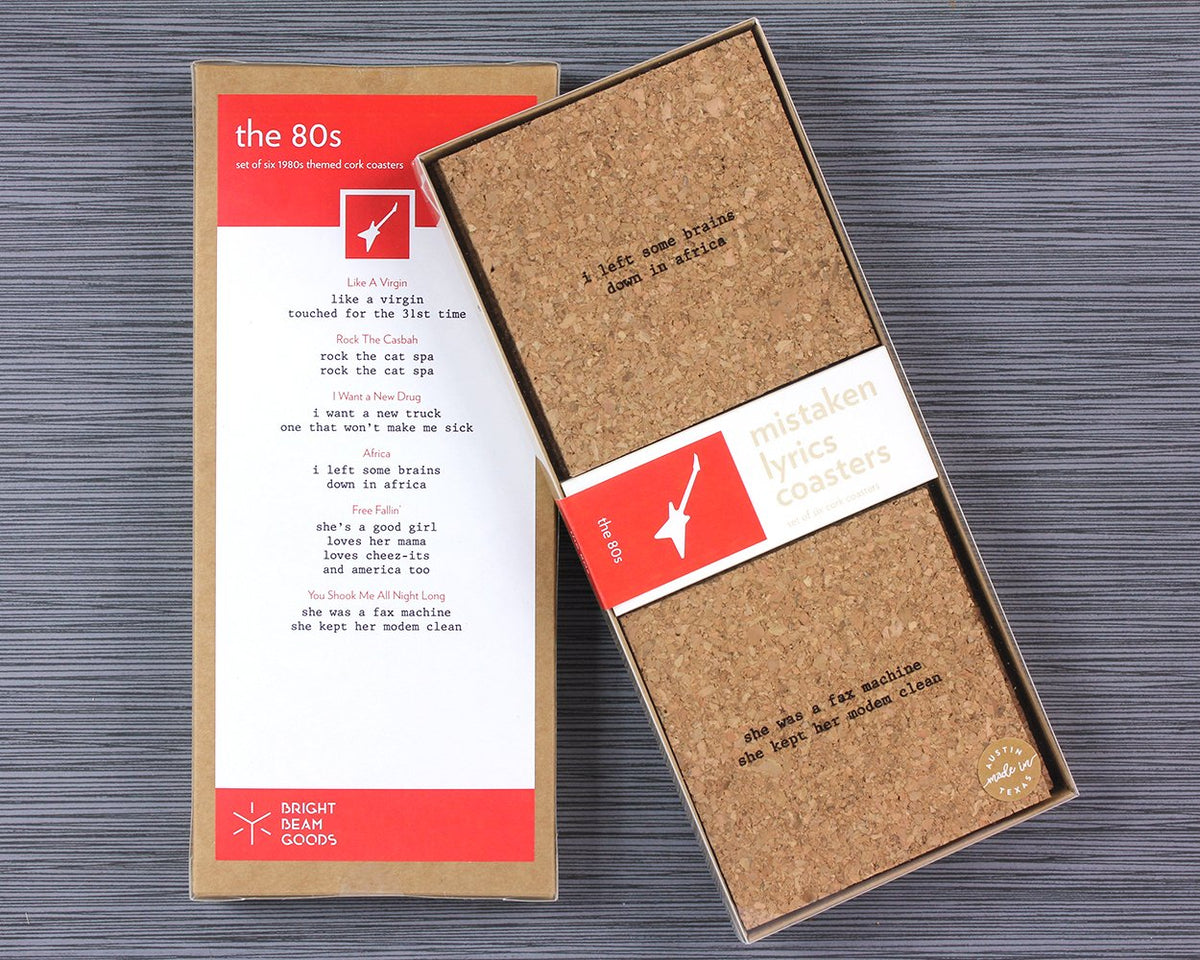 the 80s
set of six 1980s themed cork coasters
Like A Virgin
like a virgin
touched for the 31st time
Rock The Casbah
rock the cat spa
rock the cat spa
I Want a New Drug
i want a new truck
one that won't make me sick
Africa
i left some brains
down in africa
Free Fallin'
she's a good girl
loves her mama
loves cheez-its
and america too
You Shook Me All Night Long
she was a fax machine
she kept her modem clean
BRIGHT
BEAM
GOODS
i left some brains
down in africa
the 80s
mistaken
lyrics
coasters
set of six cork coasters
she was a fax machine
she kept her modem clean
AUSTIN
made in
TEXAS